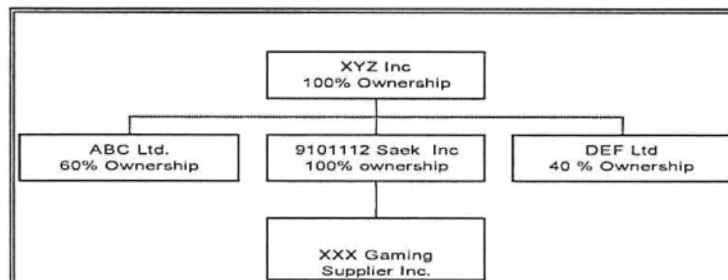 XYZ Inc
100% Ownership
ABC Ltd.
60% Ownership
9101112 Saek Inc
100% ownership
DEF Ltd
40 % Ownership
XXX Gaming
Supplier Inc.